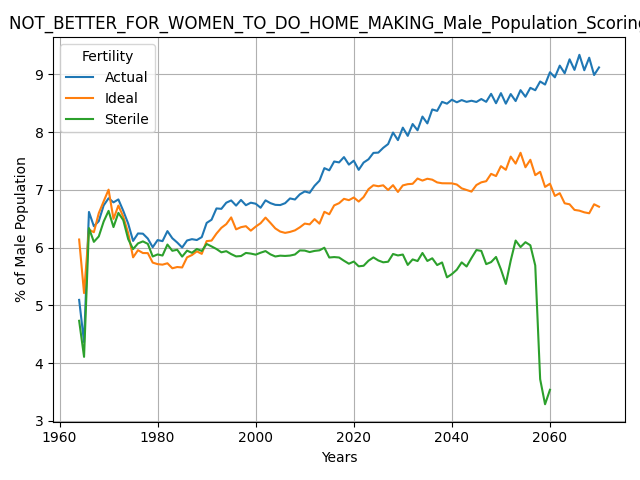 NOT_BETTER_FOR_WOMEN_TO_DO_HOME_MAKING_Male_Population_Scoring
Fertility
Actual
Ideal
Sterile
% of Male Population
9
8
7
6
5
4
3
1960
1980
2000
2020
2040
2060
Years